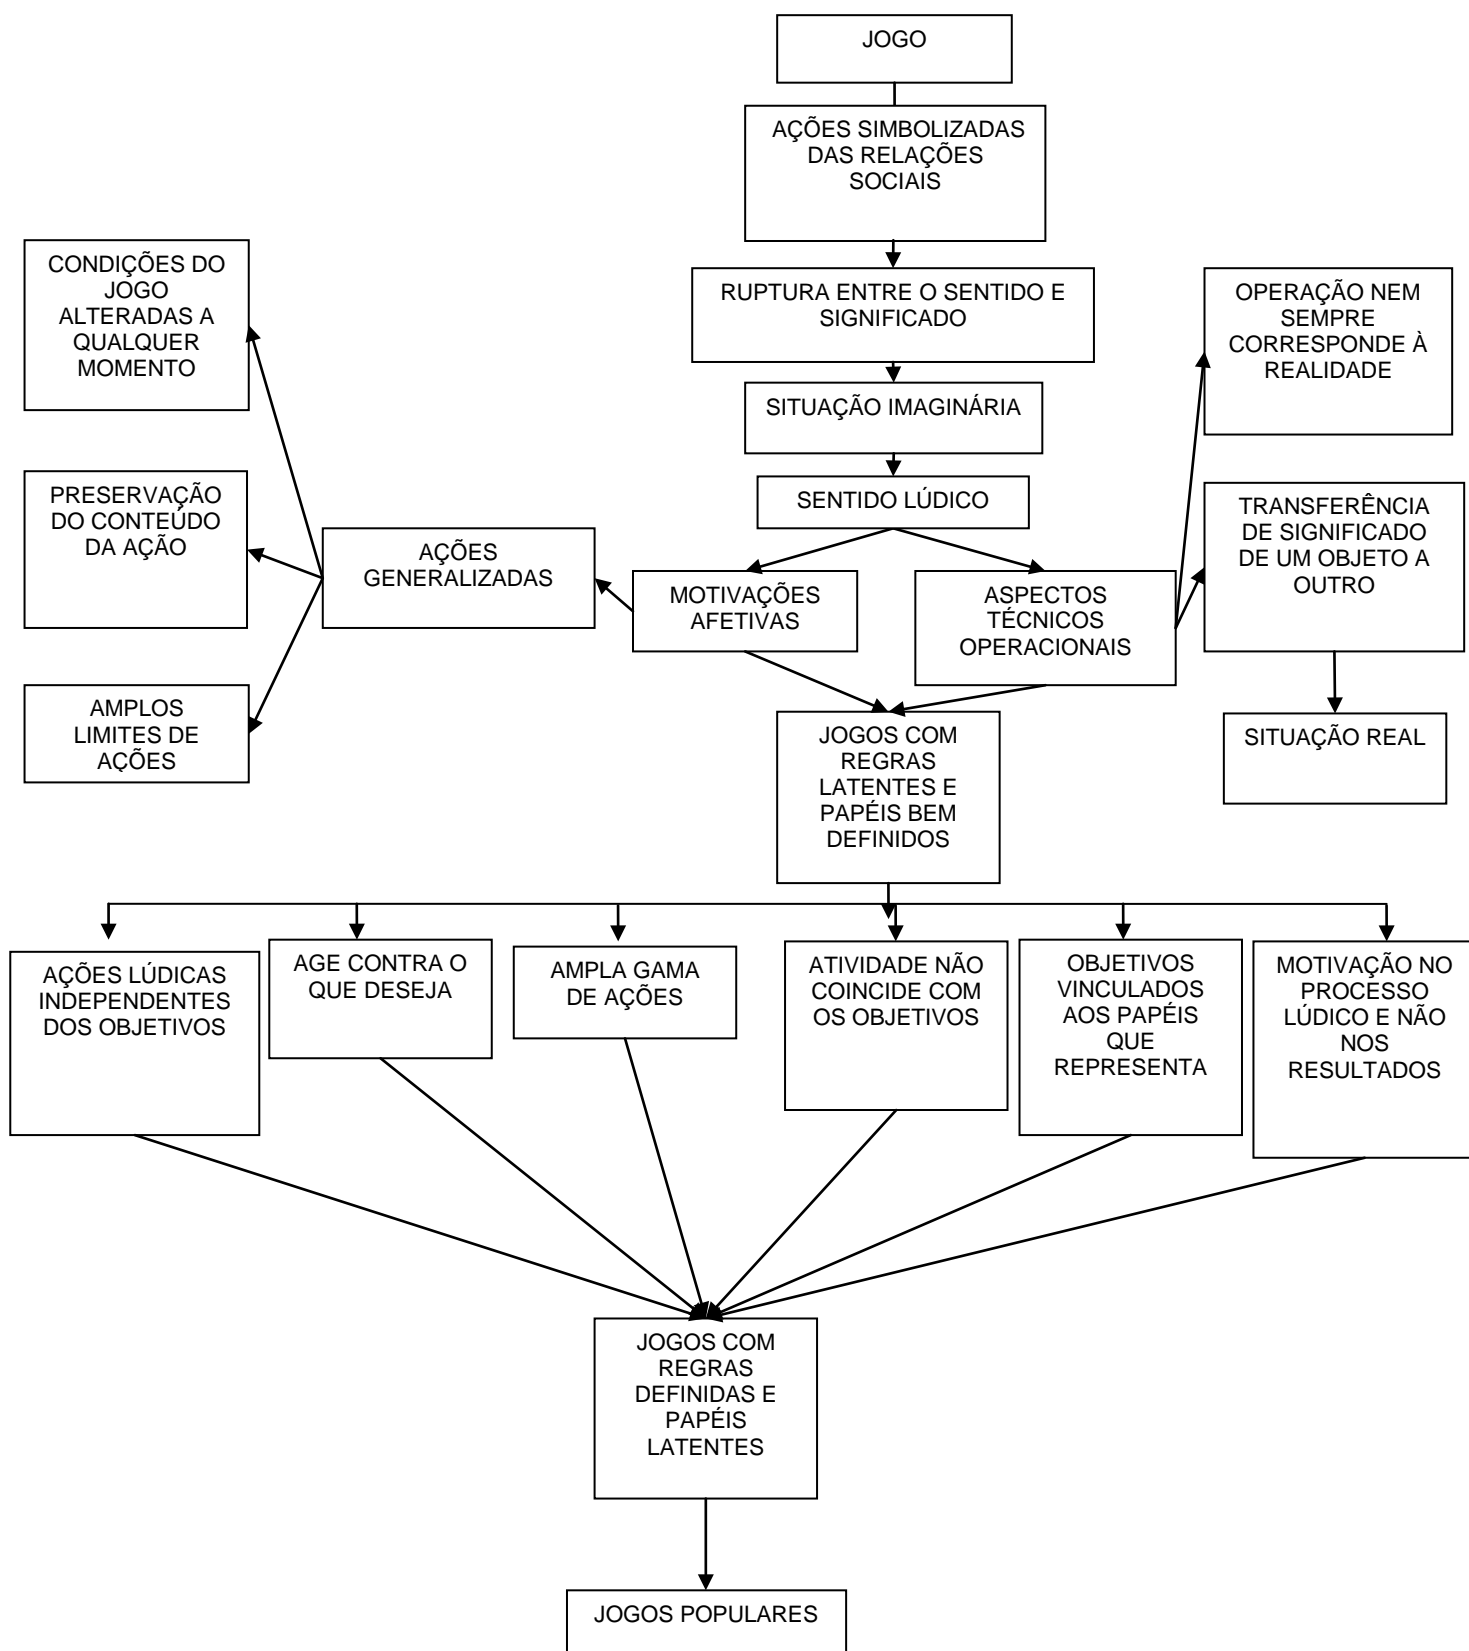 JOGO
AÇÕES SIMBOLIZADAS
DAS RELAÇÕES
SOCIAIS
CONDIÇÕES DO
JOGO
ALTERADAS A
QUALQUER
MOMENTO
RUPTURA ENTRE O SENTIDO E
SIGNIFICADO
OPERAÇÃO NEM
SEMPRE
CORRESPONDE À
REALIDADE
SITUAÇÃO IMAGINÁRIA
SENTIDO LÚDICO
PRESERVAÇÃO
DO CONTEÚDO
DA AÇÃO
AÇÕES
GENERALIZADAS
MOTIVAÇÕES
AFETIVAS
ASPECTOS
TÉCNICOS
OPERACIONAIS
TRANSFERÊNCIA
DE SIGNIFICADO
DE UM OBJETO A
OUTRO
AMPLOS
LIMITES DE
AÇÕES
JOGOS COM
REGRAS
LATENTES E
PAPÉIS BEM
DEFINIDOS
SITUAÇÃO REAL
AÇÕES LÚDICAS
INDEPENDENTES
DOS OBJETIVOS
AGE CONTRA O
QUE DESEJA
AMPLA GAMA
DE AÇÕES
ATIVIDADE NÃO
COINCIDE COM
OS OBJETIVOS
OBJETIVOS
VINCULADOS
AOS PAPÉIS
QUE
REPRESENTA
MOTIVAÇÃO NO
PROCESSO
LÚDICO E NÃO
NOS
RESULTADOS
JOGOS COM
REGRAS
DEFINIDAS E
PAPÉIS
LATENTES
JOGOS POPULARES